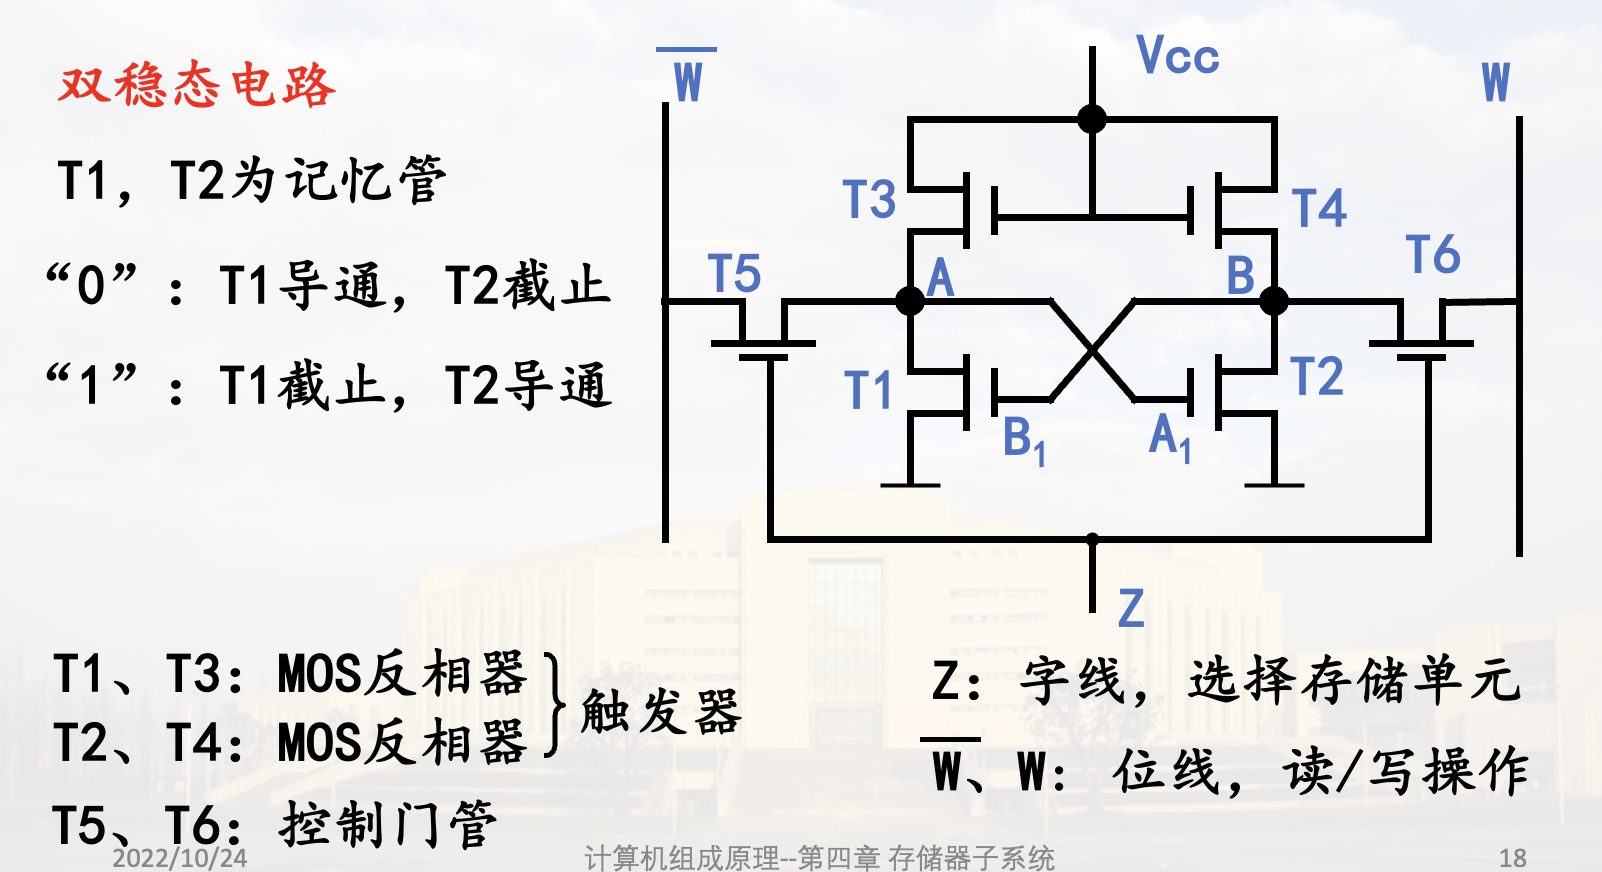 双稳态电路
T1，T2为记忆管
“0”：T1导通，T2截止
“1”：T1截止，T2导通
W̅
Vcc
W
T3
T4
T5
A
B
T6
T1
B₁
A₁
T2
Z
T1、T3：MOS反相器
T2、T4：MOS反相器
触发器
T5、T6：控制门管
Z：字线，选择存储单元
W̅、W：位线，读/写操作
2022/10/24
计算机组成原理--第四章 存储器子系统
18